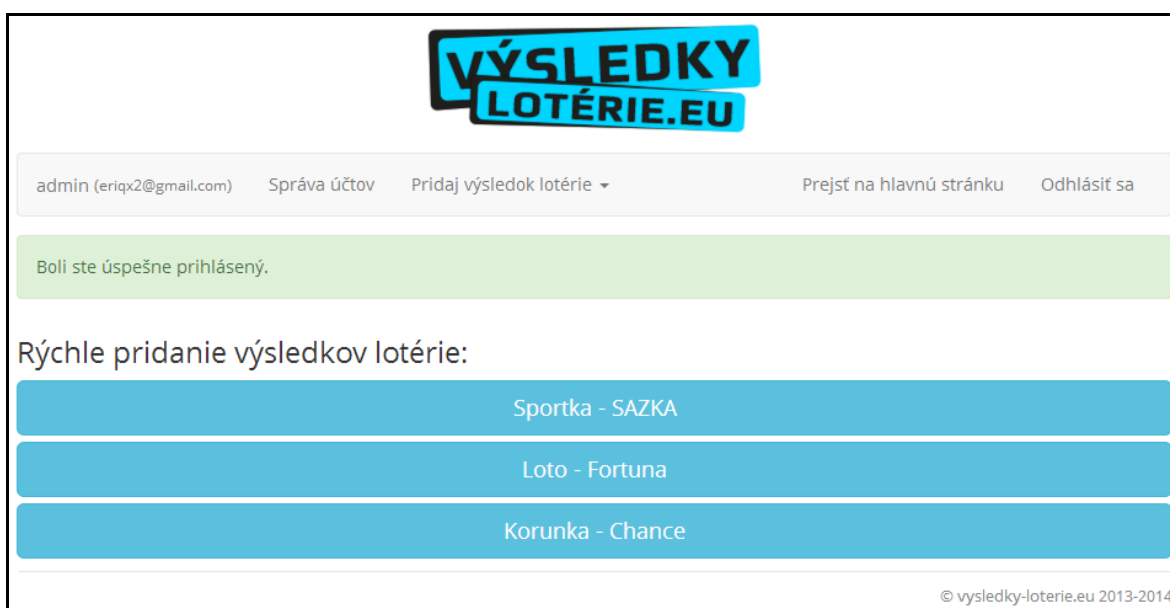 VÝSLEDKY
LOTÉRIE.EU
admin (eriqx2@gmail.com) Správa účtov Pridaj výsledok lotérie Prejsť na hlavnú stránku Odhlásiť sa
Boli ste úspešne prihlásený.
Rýchle pridanie výsledkov lotérie:
Sportka - SAZKA
Loto - Fortuna
Korunka - Chance
© vysledky-loterie.eu 2013-2014